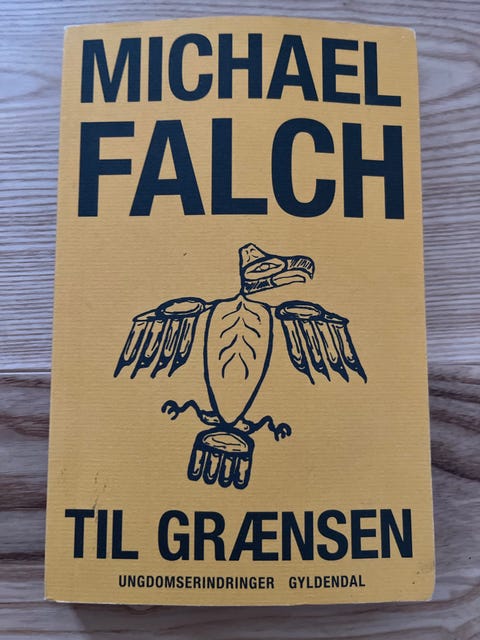 MICHAEL
FALCH
TIL GRÆNSEN
UNGDOMSERINDRINGER GYLDENDAL